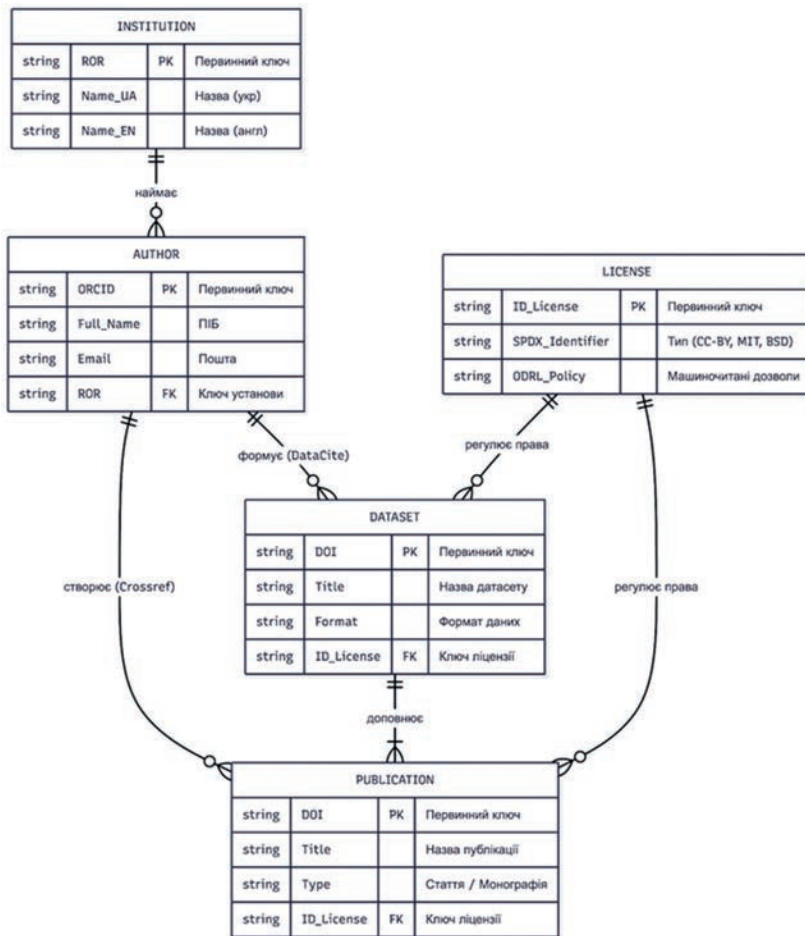 INSTITUTION
string ROR PK Первинний ключ
string Name_UA Назва (укр)
string Name_EN Назва (англ)
наймає
AUTHOR
string ORCID PK Первинний ключ
string Full_Name ПІБ
string Email Пошта
string ROR FK Ключ установи
LICENSE
string ID_License PK Первинний ключ
string SPDX_Identifier Тип (CC-BY, MIT, BSD)
string ODRL_Policy Машиночитані дозволи
формує (DataCite)
регулює права
DATASET
string DOI PK Первинний ключ
string Title Назва датасету
string Format Формат даних
string ID_License FK Ключ ліцензії
створює (Crossref)
регулює права
доповнює
PUBLICATION
string DOI PK Первинний ключ
string Title Назва публікації
string Type Стаття / Монографія
string ID_License FK Ключ ліцензії